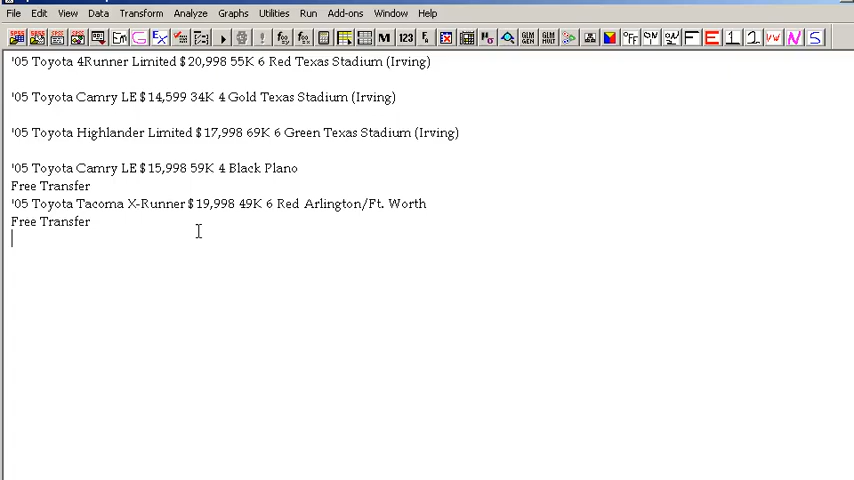 File Edit View Data Transform Analyze Graphs Utilities Run Add-ons Window Help
'05 Toyota 4Runner Limited $20,998 55K 6 Red Texas Stadium (Irving)
'05 Toyota Camry LE $14,599 34K 4 Gold Texas Stadium (Irving)
'05 Toyota Highlander Limited $17,998 69K 6 Green Texas Stadium (Irving)
'05 Toyota Camry LE $15,998 59K 4 Black Plano
Free Transfer
'05 Toyota Tacoma X-Runner $19,998 49K 6 Red Arlington/Ft. Worth
Free Transfer